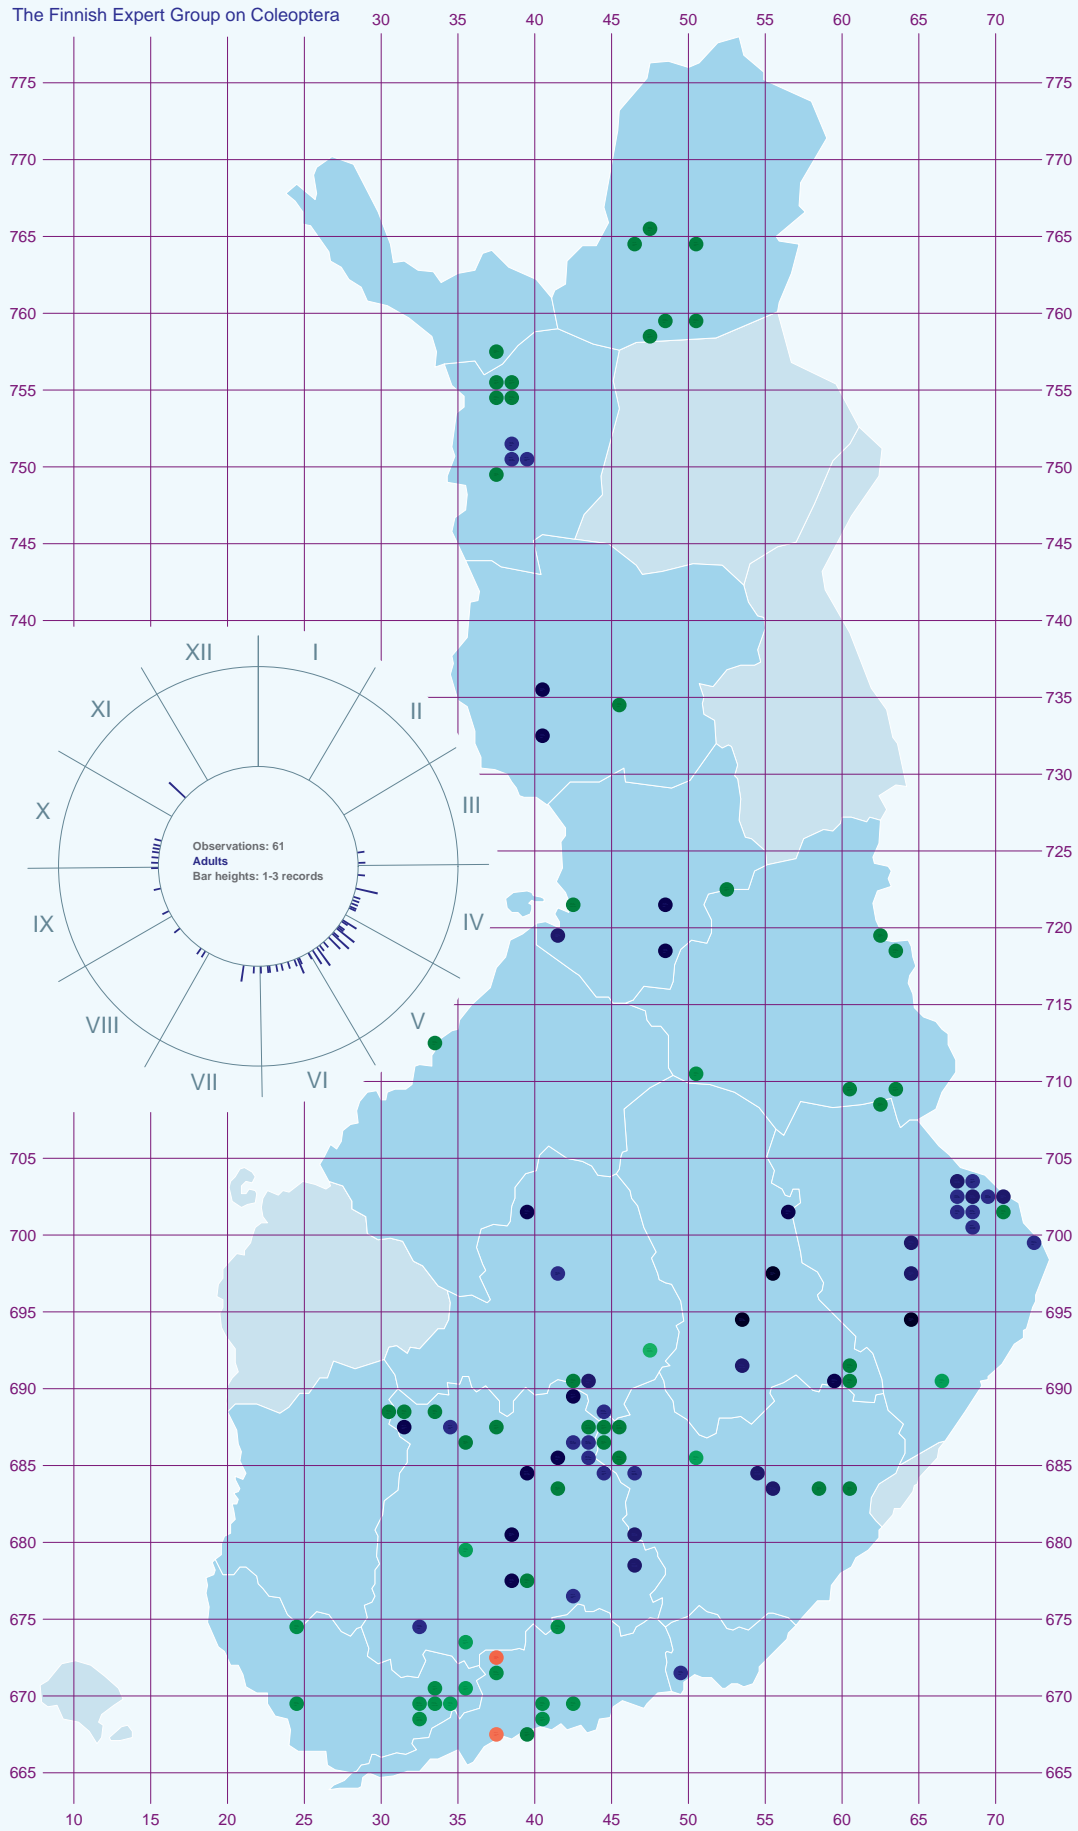 The Finnish Expert Group on Coleoptera 30 35 40 45 50 55 60 65 70
775 775
770 770
765 765
760 760
755 755
750 750
745 745
740 740
XII I
XI II
735
730
X III
Observations: 61
Adults
Bar heights: 1-3 records
725
IX IV
720
715
VIII V
VII VI
710 710
705 705
700 700
695 695
690 690
685 685
680 680
675 675
670 670
665 665
10 15 20 25 30 35 40 45 50 55 60 65 70